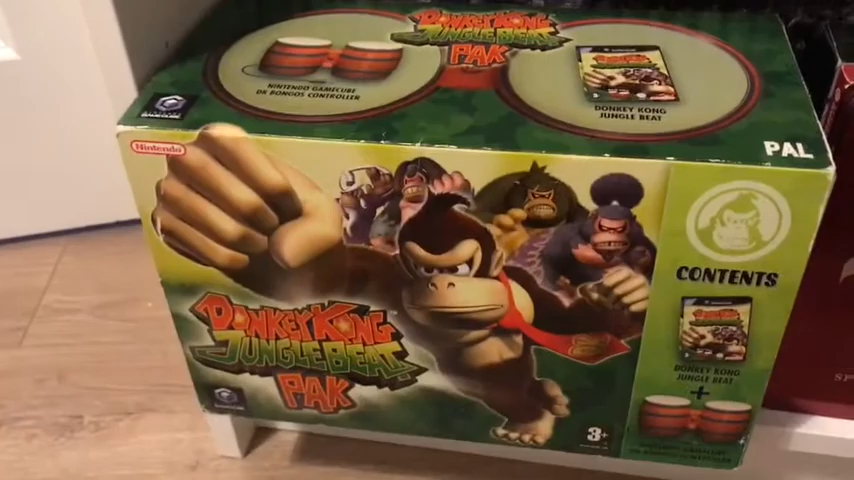 DONKEY KONG
JUNGLE BEAT
PAK
NINTENDO GAMECUBE
DK BONGOS CONTROLLER
DONKEY KONG
JUNGLE BEAT
PAL
Nintendo
DONKEY KONG
JUNGLE BEAT
PAK
3+
CONTENTS
DONKEY KONG
JUNGLE BEAT
+